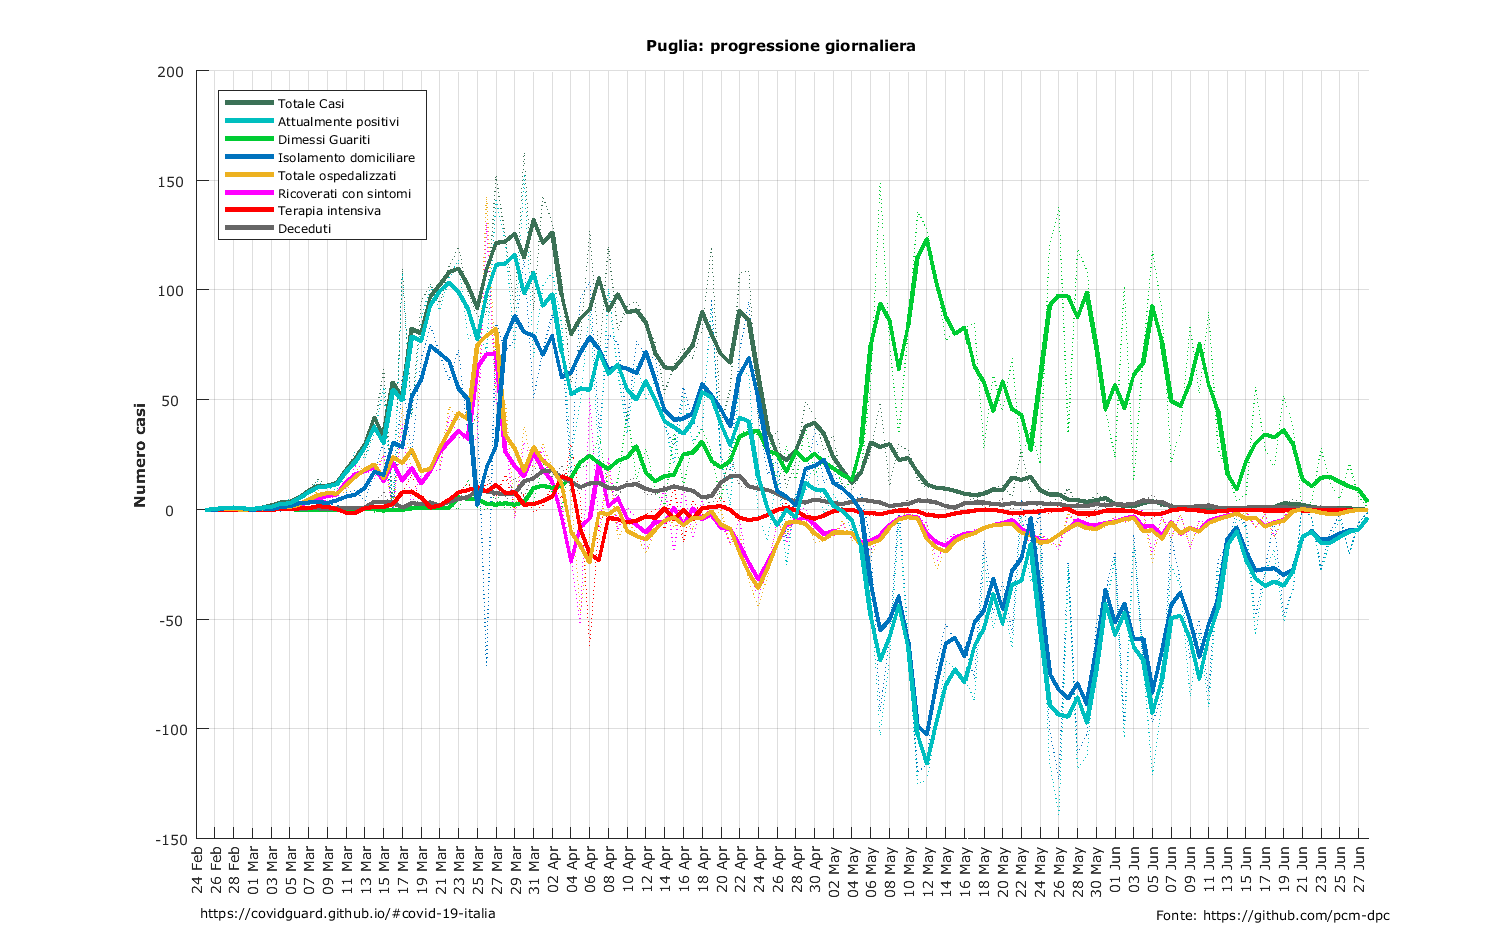 Puglia: progressione giornaliera
200
150
100
50
0
-50
-100
-150
Numero casi
Totale Casi
Attualmente positivi
Dimessi Guariti
Isolamento domiciliare
Totale ospedalizzati
Ricoverati con sintomi
Terapia intensiva
Deceduti
24 Feb
26 Feb
28 Feb
01 Mar
03 Mar
05 Mar
07 Mar
09 Mar
11 Mar
13 Mar
15 Mar
17 Mar
19 Mar
21 Mar
23 Mar
25 Mar
27 Mar
29 Mar
31 Mar
02 Apr
04 Apr
06 Apr
08 Apr
10 Apr
12 Apr
14 Apr
16 Apr
18 Apr
20 Apr
22 Apr
24 Apr
26 Apr
28 Apr
30 Apr
02 May
04 May
06 May
08 May
10 May
12 May
14 May
16 May
18 May
20 May
22 May
24 May
26 May
28 May
30 May
01 Jun
03 Jun
05 Jun
07 Jun
09 Jun
11 Jun
13 Jun
15 Jun
17 Jun
19 Jun
21 Jun
23 Jun
25 Jun
27 Jun
https://covidguard.github.io/#covid-19-italia
Fonte: https://github.com/pcm-dpc